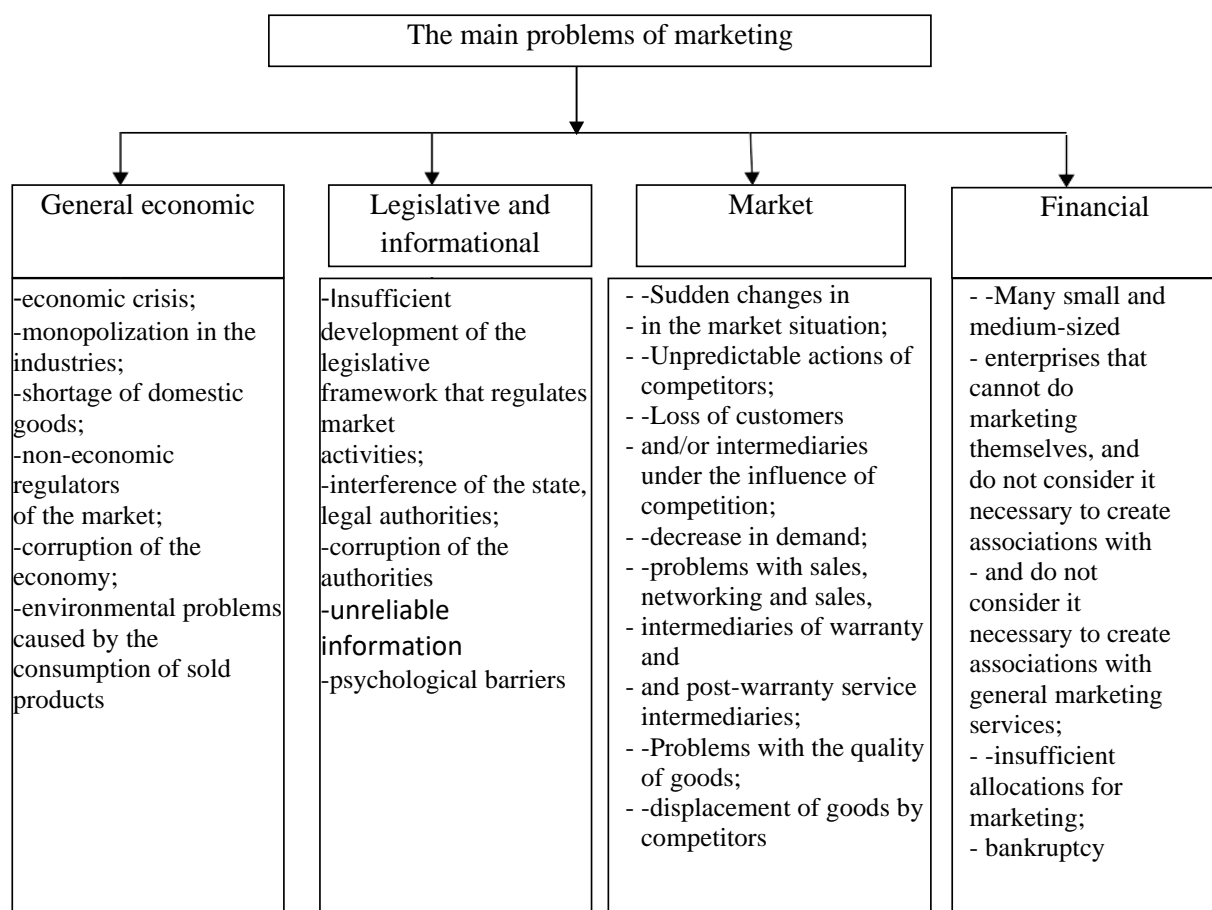 The main problems of marketing
General economic
-economic crisis;
-monopolization in the
industries;
-shortage of domestic
goods;
-non-economic
regulators
of the market;
-corruption of the
economy;
-environmental problems
caused by the
consumption of sold
products
Legislative and
informational
-Insufficient
development of the
legislative
framework that regulates
market
activities;
-interference of the state,
legal authorities;
-corruption of the
authorities
-unreliable
information
-psychological barriers
Market
- -Sudden changes in
- in the market situation;
- -Unpredictable actions of
competitors;
- -Loss of customers
- and/or intermediaries
under the influence of
competition;
- -decrease in demand;
- -problems with sales,
networking and sales,
- intermediaries of warranty
and
- and post-warranty service
intermediaries;
- -Problems with the quality
of goods;
- -displacement of goods by
competitors
Financial
- -Many small and
medium-sized
- enterprises that
cannot do
marketing
themselves, and
do not consider it
necessary to create
associations with
- and do not
consider it
necessary to create
associations with
general marketing
services;
- -insufficient
allocations for
marketing;
- bankruptcy